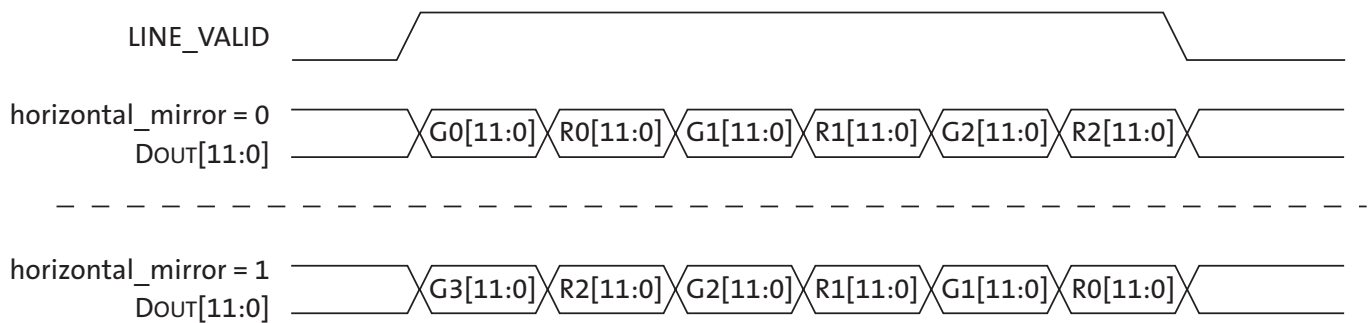 LINE_VALID
horizontal_mirror = 0
DOUT[11:0]
G0[11:0] R0[11:0] G1[11:0] R1[11:0] G2[11:0] R2[11:0]
horizontal_mirror = 1
DOUT[11:0]
G3[11:0] R2[11:0] G2[11:0] R1[11:0] G1[11:0] R0[11:0]